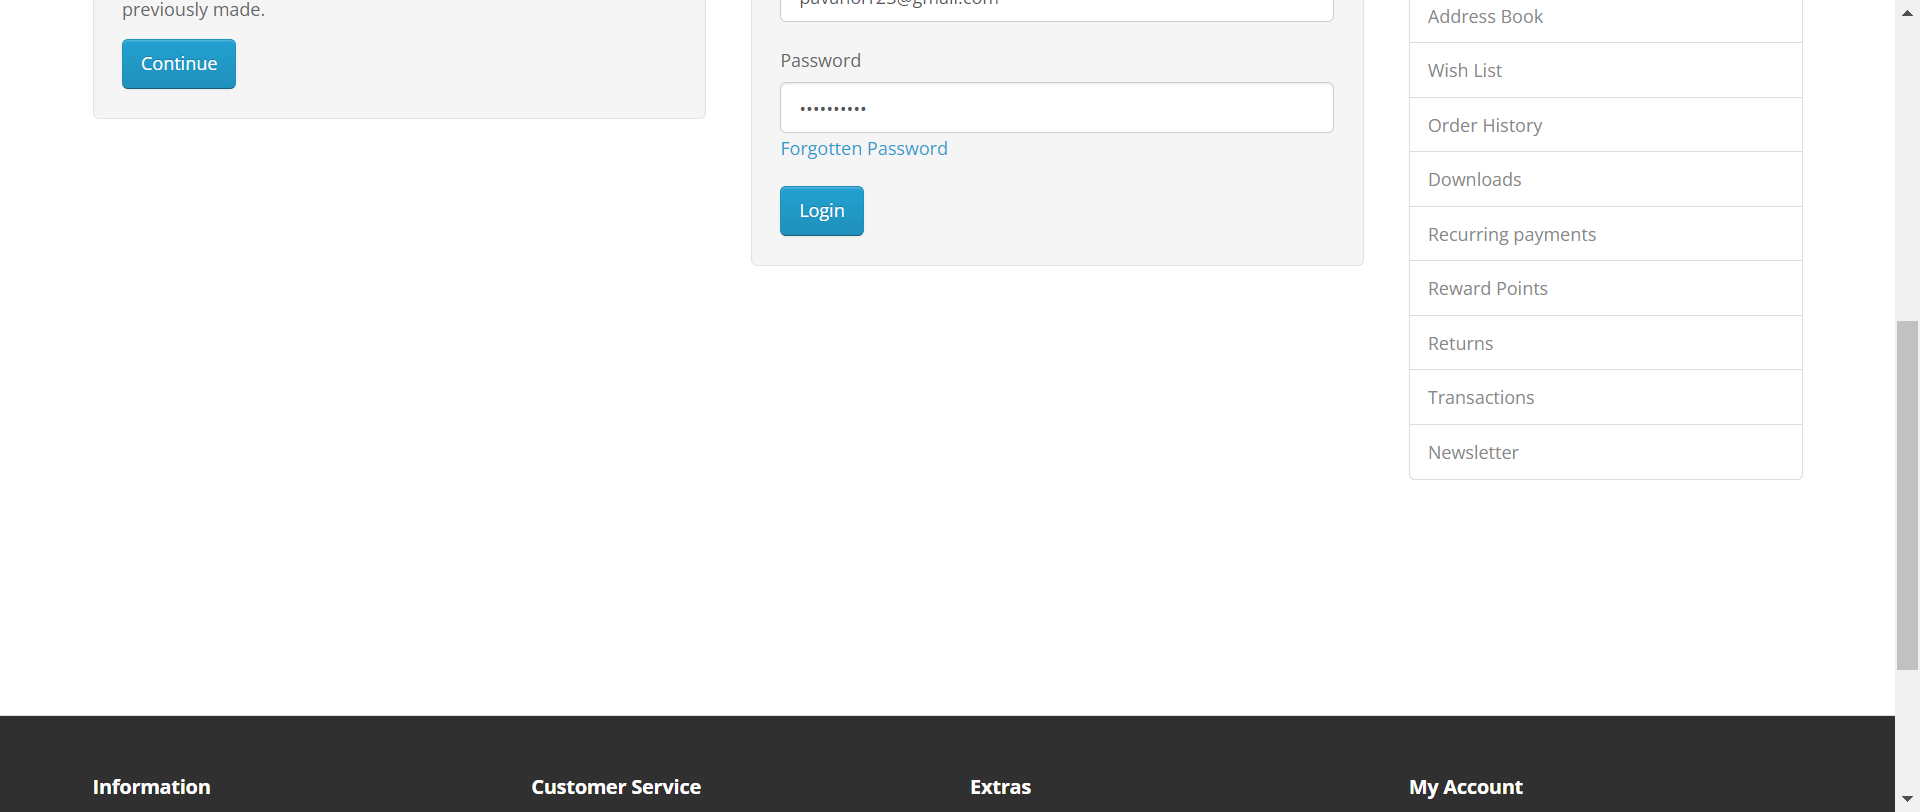 previously made.
Continue
Password
••••••••••
Forgotten Password
Login
Address Book
Wish List
Order History
Downloads
Recurring payments
Reward Points
Returns
Transactions
Newsletter
Information
Customer Service
Extras
My Account